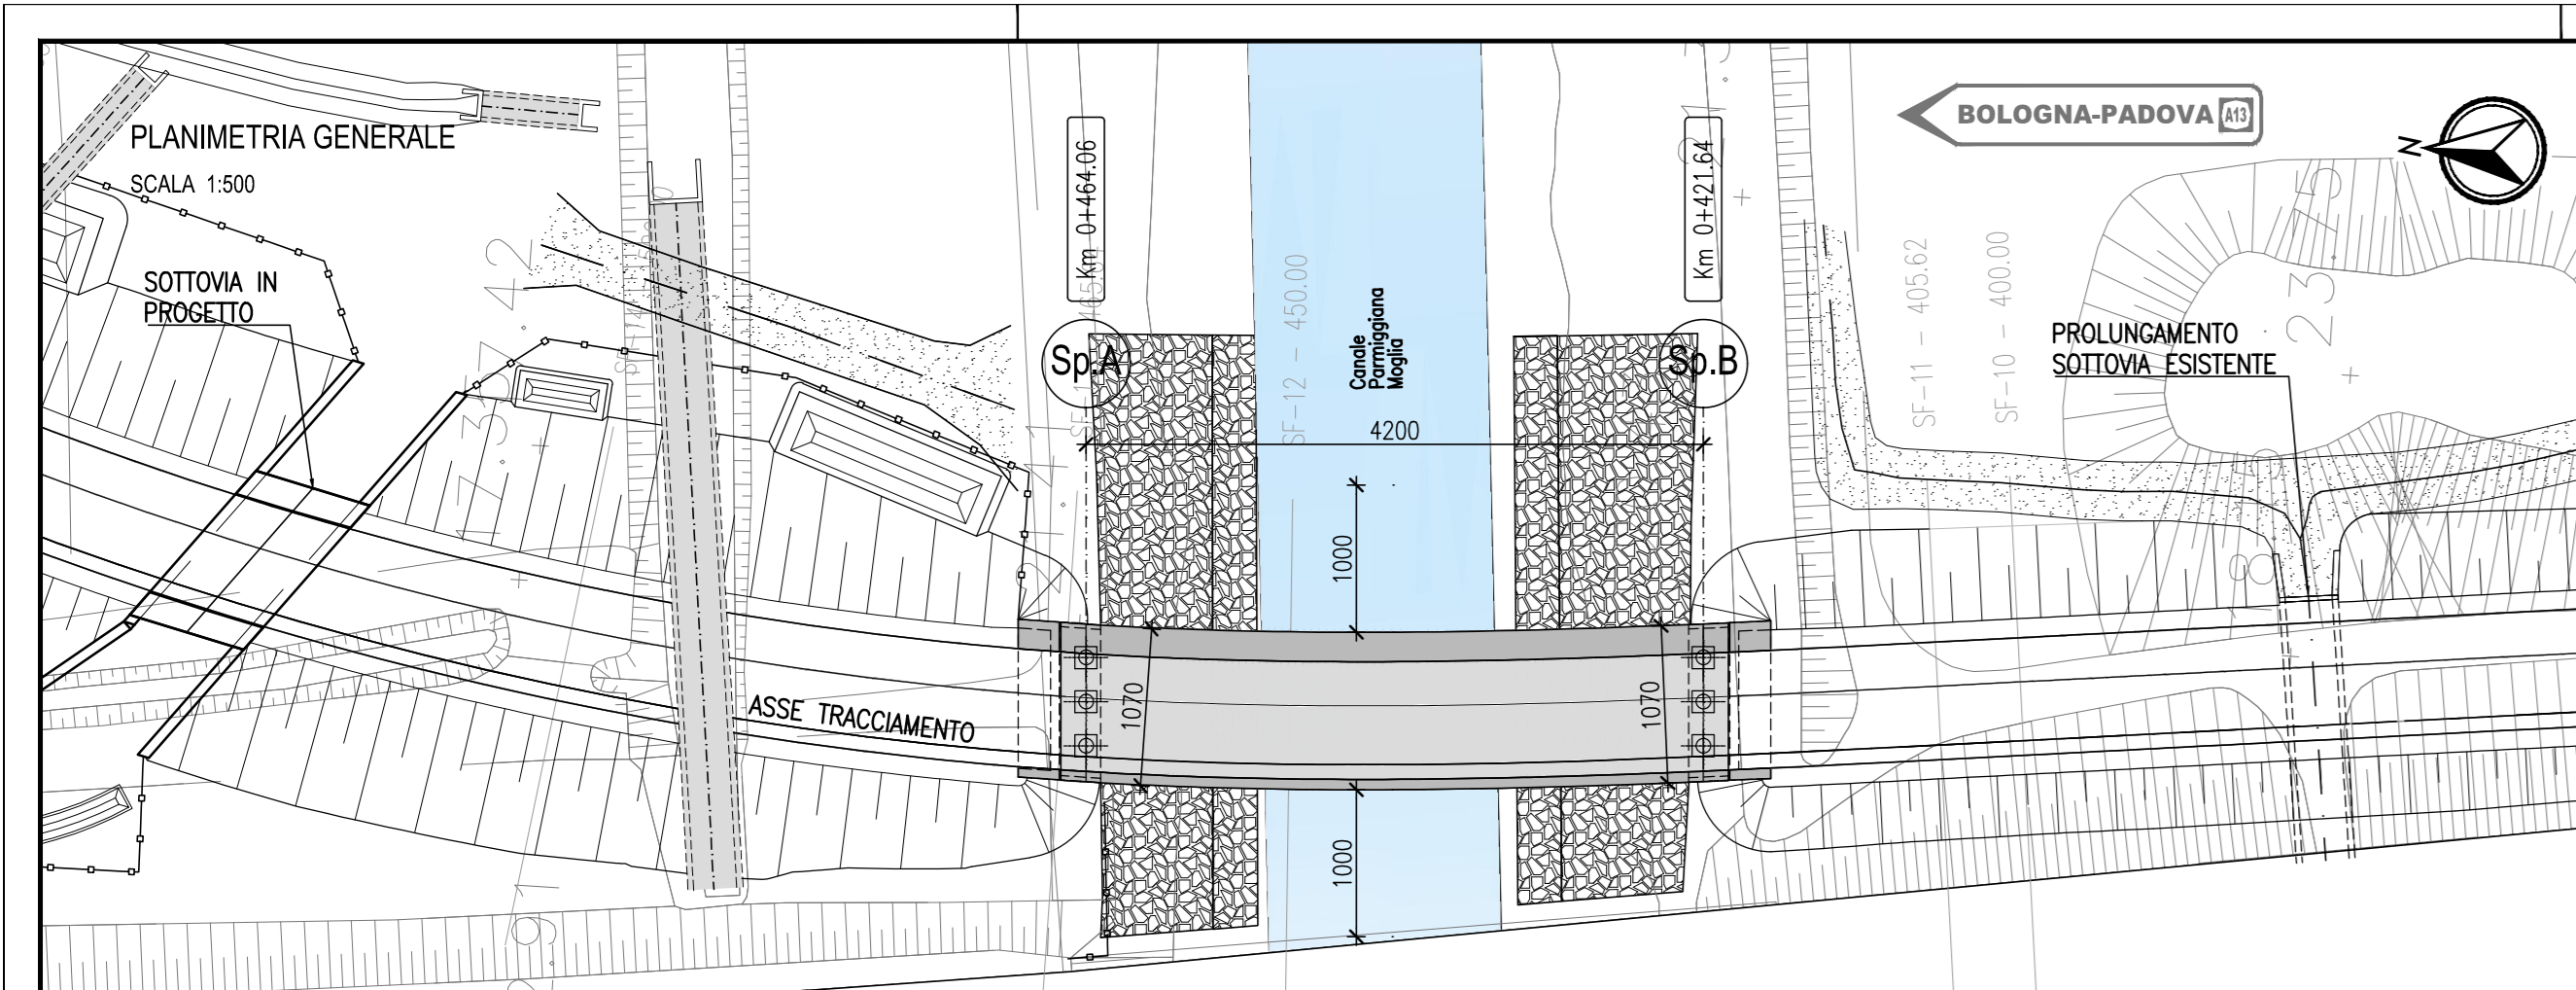 PLANIMETRIA GENERALE
SCALA 1:500
SOTTOVIA IN
PROGETTO
Km 0+464.06
Km 0+421.64
BOLOGNA-PADOVA A13
N
Sp.A
Sp.B
SF-12 - 450.00
Canale
Parmiggiana
Moglia
4200
1000
SF-11 - 405.62
SF-10 - 400.00
23.5
PROLUNGAMENTO
SOTTOVIA ESISTENTE
ASSE TRACCIAMENTO
1070
1070
1000